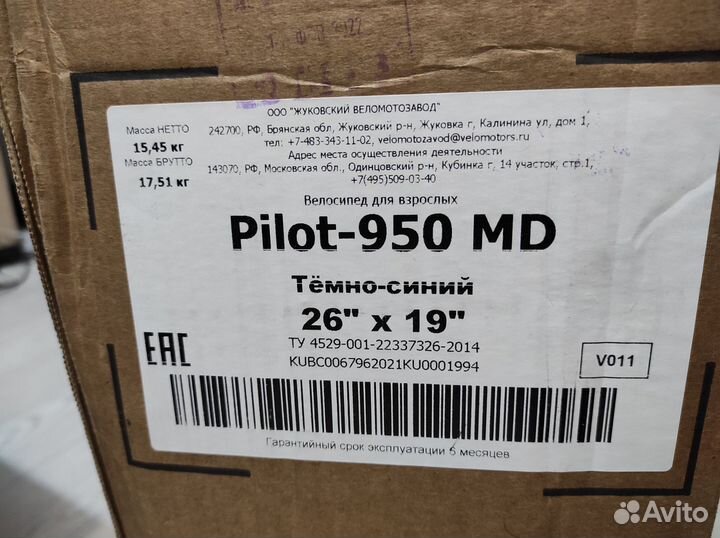 ООО "ЖУКОВСКИЙ ВЕЛОМОТОЗАВОД"
Масса НЕТТО
15,45 кг
Масса БРУТТО
17,51 кг
242700, РФ, Брянская обл, Жуковский р-н, Жуковка г, Калинина ул, дом 1,
тел: +7-483-343-11-02, velomotozavod@velomotors.ru
Адрес места осуществления деятельности
143070, РФ, Московская обл., Одинцовский р-н, Кубинка г, 14 участок, стр.1,
+7(495)509-03-40
Велосипед для взрослых
Pilot-950 MD
Тёмно-синий
26" x 19"
ТУ 4529-001-22337326-2014
KUBC0067962021KU0001994
EAC
V011
Гарантийный срок эксплуатации 6 месяцев
Avito